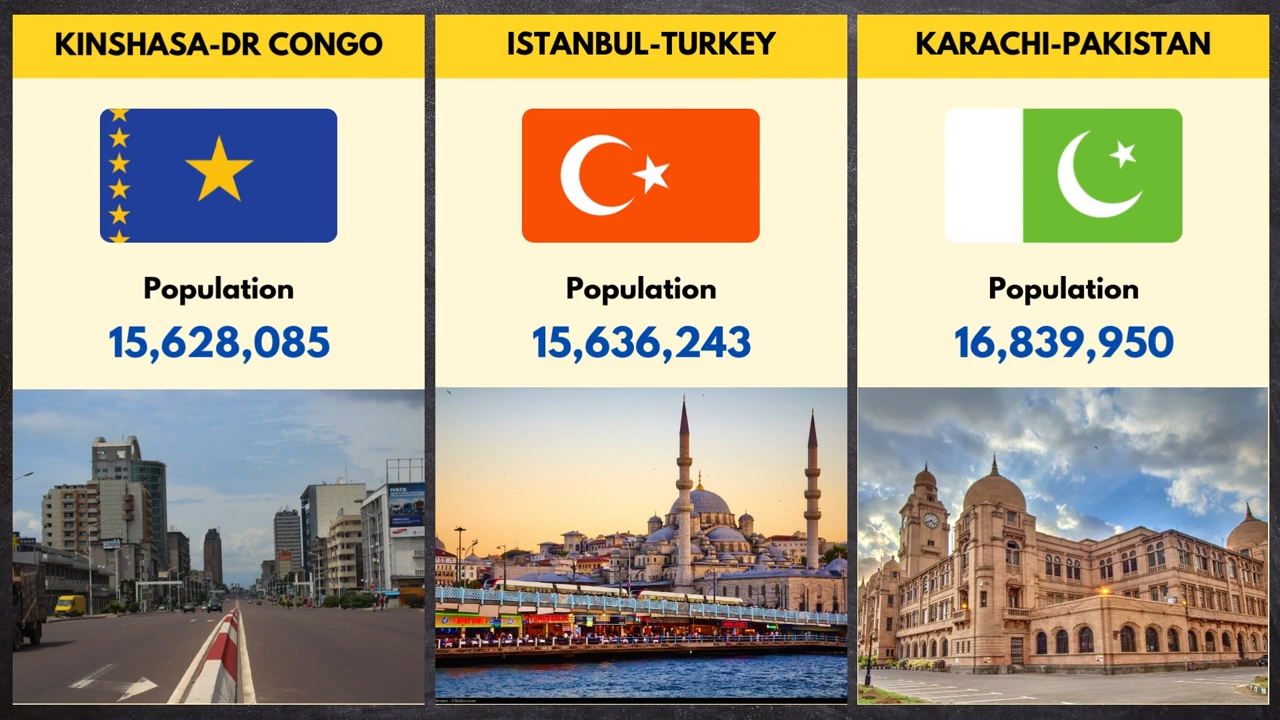 KINSHASA-DR CONGO
Population
15,628,085
ISTANBUL-TURKEY
Population
15,636,243
KARACHI-PAKISTAN
Population
16,839,950
IVECO